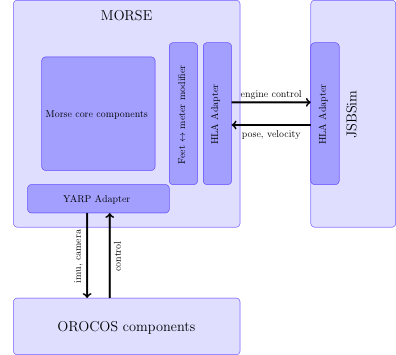 MORSE
Morse core components
Feet ↔ meter modifier
HLA Adapter
engine control
pose, velocity
HLA Adapter
JSBSim
YARP Adapter
imu, camera
control
OROCOS components